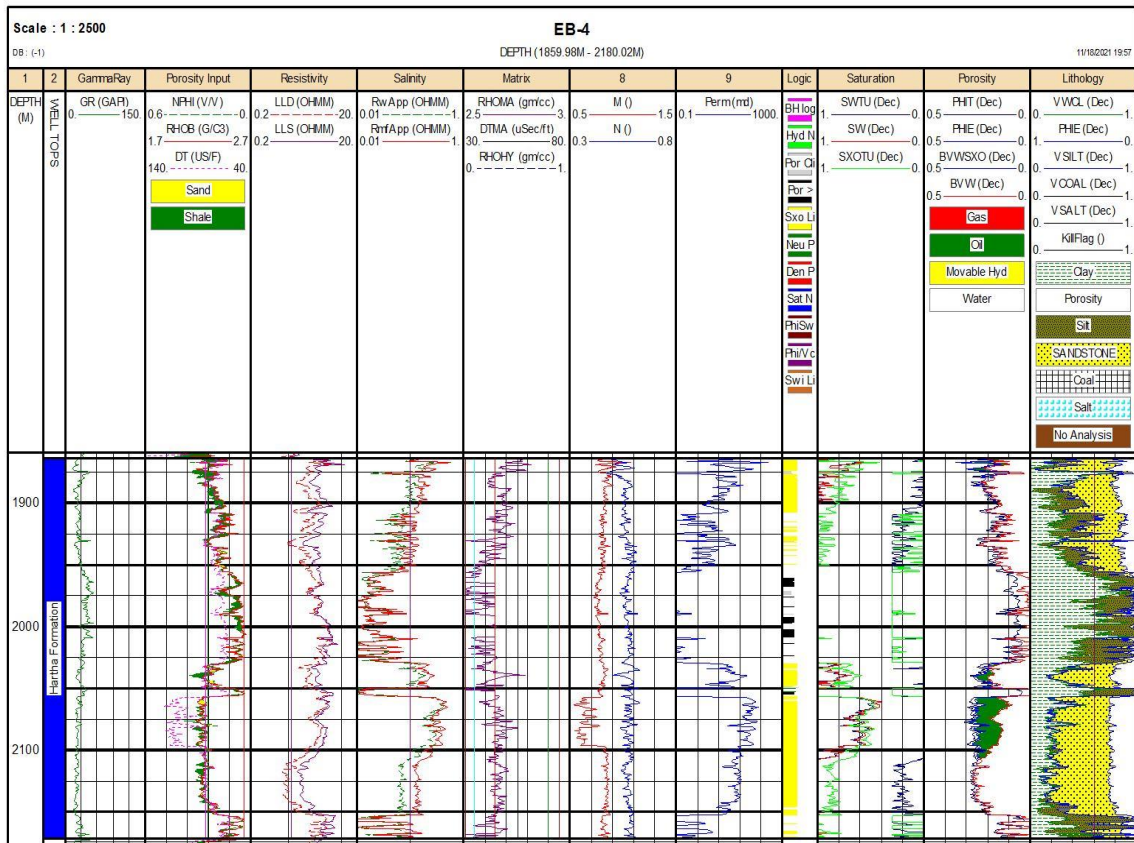 Scale : 1 : 2500
EB-4
DB : (-1)
DEPTH (1859.98M - 2180.02M)
11/18/2021 19:57
1 2 GammaRay Porosity Input Resistivity Salinity Matrix 8 9 Logic Saturation Porosity Lithology
DEPTH (M)
WELL TOPS
GR (GAPI)
0. 150.
NPHI (V/V)
0.6 0.
RHOB (G/C3)
1.7 2.7
DT (US/F)
140. 40.
Sand
Shale
LLD (OHMM)
0.2 20.
LLS (OHMM)
0.2 20.
RwApp (OHMM)
0.01 1.
RmfApp (OHMM)
0.01 1.
RHOMA (gm/cc)
2.5 3.
DTMA (uSec/ft)
30. 80.
RHOHY (gm/cc)
0. 1.
M ()
0.5 1.5
N ()
0.3 0.8
Perm (md)
0.1 1000.
BH log
Hyd N
Por Cli
Por >
Sxo Li
Neu P
Den P
Sat N
PhiSw
Phi/Vc
Swi Li
SWTU (Dec)
1. 0.
SW (Dec)
1. 0.
SXOTU (Dec)
1. 0.
PHIT (Dec)
0.5 0.
PHIE (Dec)
0.5 0.
BVWSXO (Dec)
0.5 0.
BVW (Dec)
0.5 0.
Gas
Oil
Movable Hyd
Water
VWCL (Dec)
0. 1.
PHIE (Dec)
1. 0.
VSILT (Dec)
0. 1.
VCOAL (Dec)
0. 1.
VSALT (Dec)
0. 1.
KillFlag ()
0. 1.
Clay
Porosity
Silt
SANDSTONE
Coal
Salt
No Analysis
1900
2000
2100
Hartha Formation